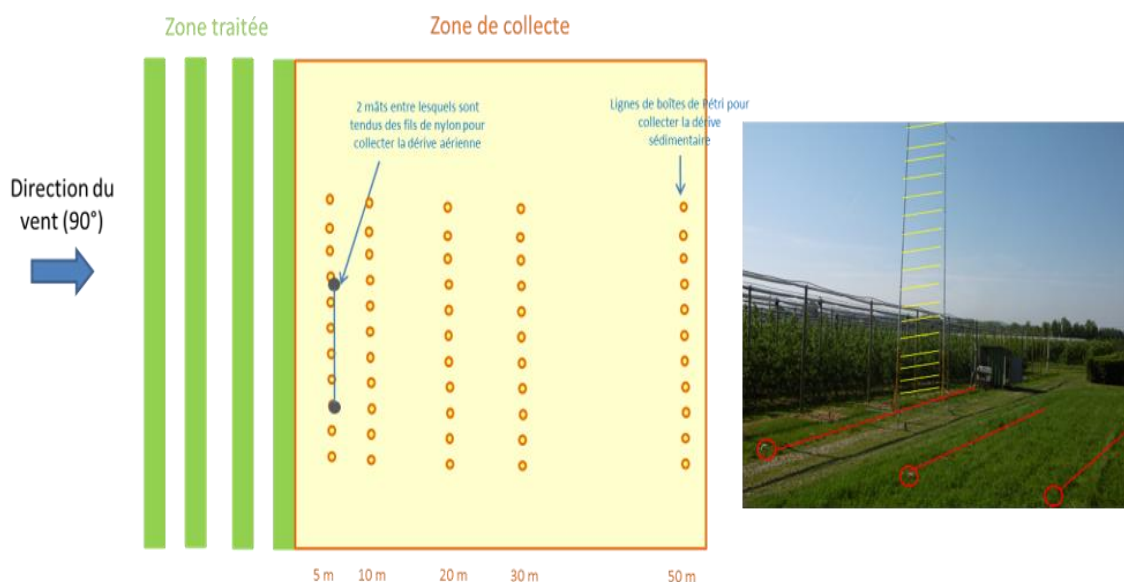 Zone traitée
Zone de collecte
2 mâts entre lesquels sont
tendus des fils de nylon pour
collecter la dérive aérienne
Lignes de boîtes de Pétri pour
collecter la dérive
sédimentaire
Direction du
vent (90°)
5 m 10 m 20 m 30 m 50 m